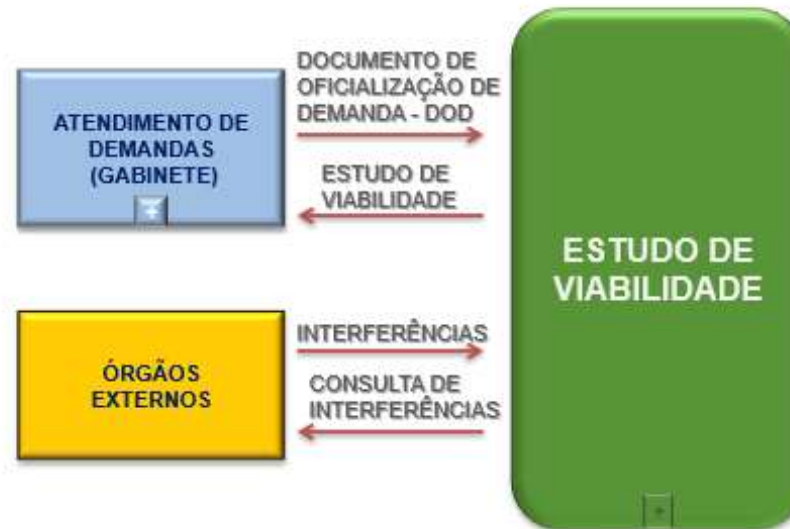 ATENDIMENTO DE
DEMANDAS
(GABINETE)
DOCUMENTO DE
OFICIALIZAÇÃO DE
DEMANDA - DOD
ESTUDO DE
VIABILIDADE
ÓRGÃOS
EXTERNOS
INTERFERÊNCIAS
CONSULTA DE
INTERFERÊNCIAS
ESTUDO DE
VIABILIDADE